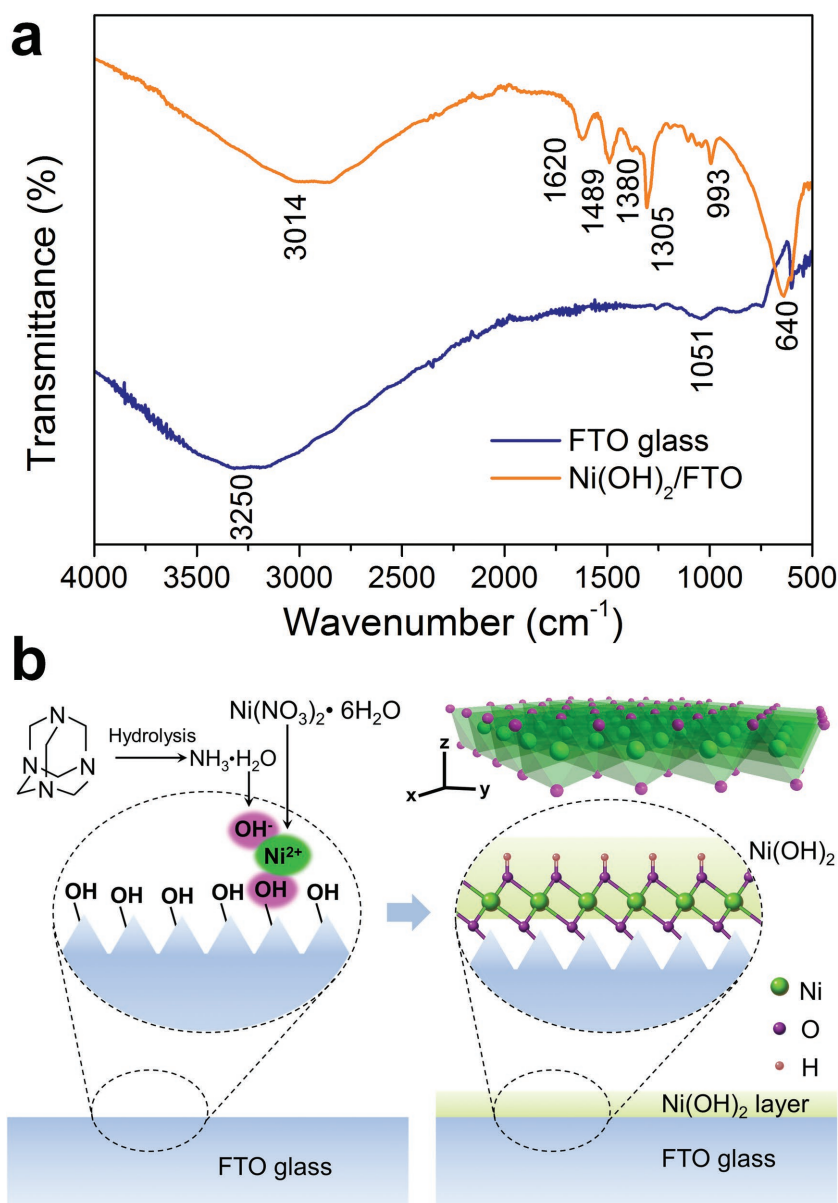 a
Transmittance (%)
3014
1620
1489
1380
1305
993
640
1051
3250
FTO glass
Ni(OH)₂/FTO
4000 3500 3000 2500 2000 1500 1000 500
Wavenumber (cm⁻¹)
b
N
N N
N
Hydrolysis
NH₃•H₂O
Ni(NO₃)₂• 6H₂O
OH⁻
Ni²⁺
OH OH OH OH OH OH
FTO glass
z
x y
Ni(OH)₂
Ni
O
H
Ni(OH)₂ layer
FTO glass